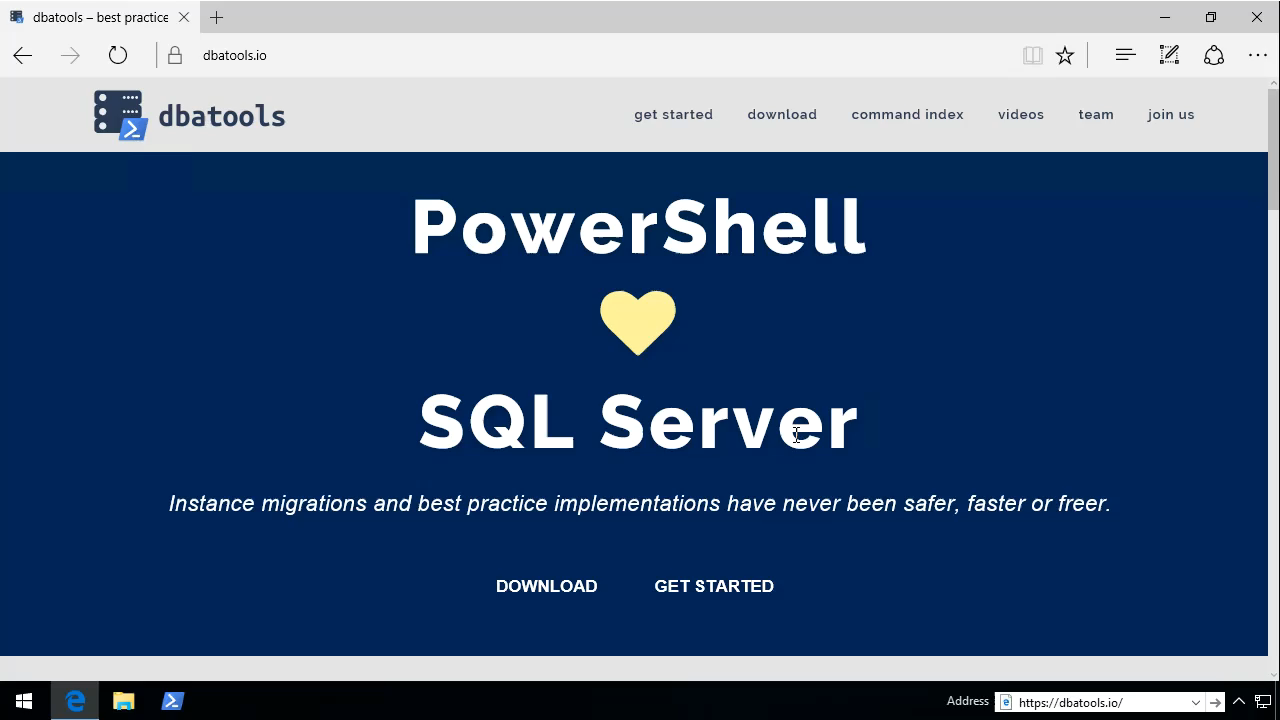 dbatools – best practice
dbatools.io
dbatools
get started
download
command index
videos
team
join us
PowerShell
SQL Server
Instance migrations and best practice implementations have never been safer, faster or freer.
DOWNLOAD
GET STARTED
Address
https://dbatools.io/